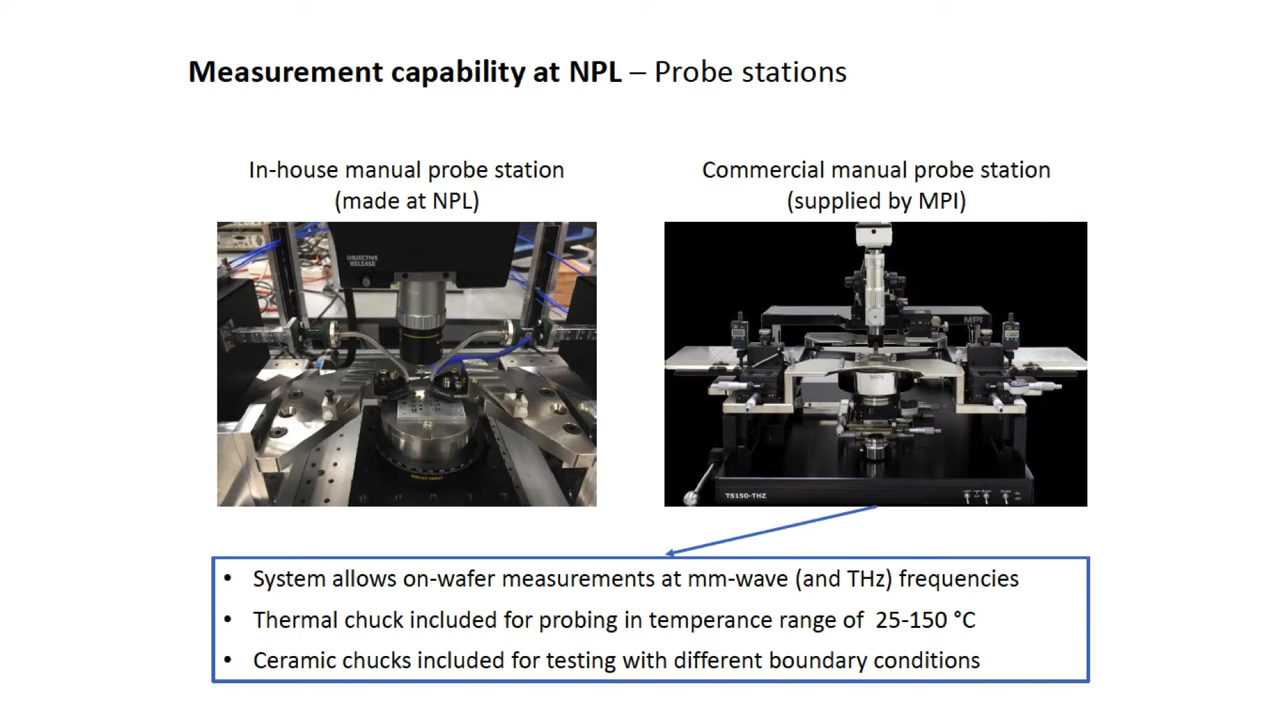 Measurement capability at NPL – Probe stations
In-house manual probe station
(made at NPL)
Commercial manual probe station
(supplied by MPI)
OBJECTIVE
RELEASE
MPI
MPI
TS150-THZ
• System allows on-wafer measurements at mm-wave (and THz) frequencies
• Thermal chuck included for probing in temperance range of 25-150 °C
• Ceramic chucks included for testing with different boundary conditions